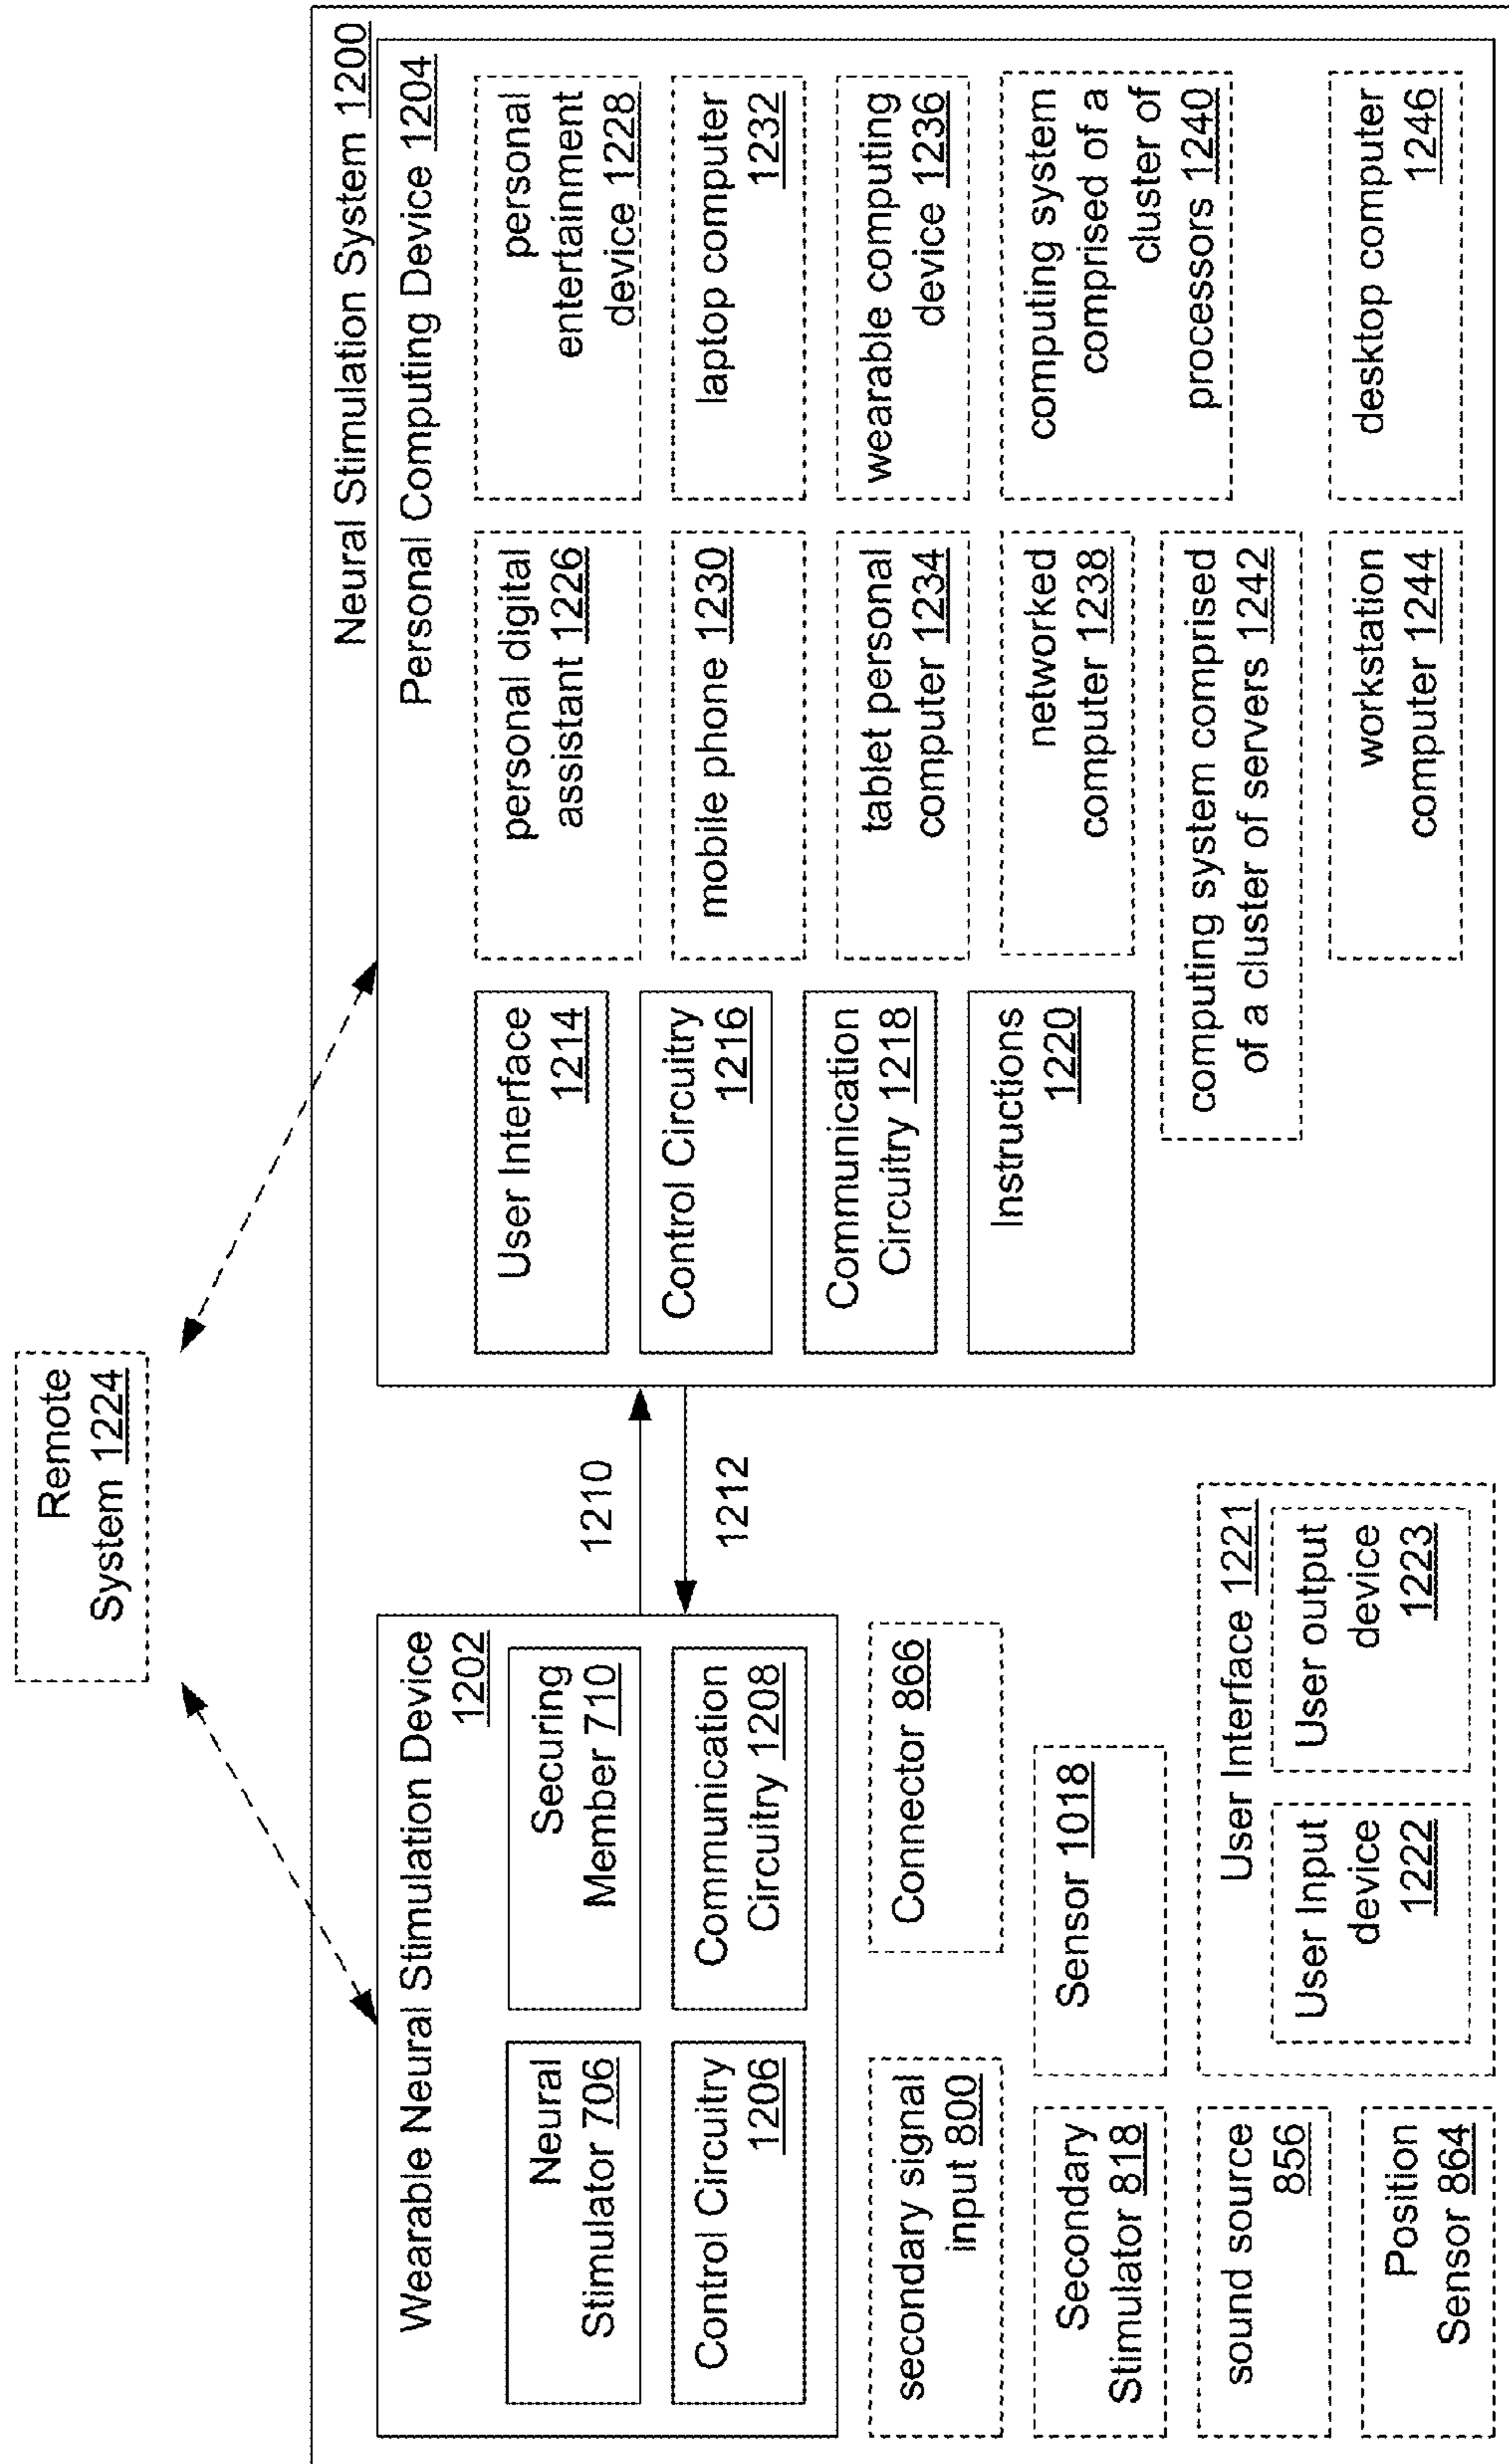 Remote
System 1224
Neural Stimulation System 1200
Wearable Neural Stimulation Device
1202
Neural
Stimulator 706
Securing
Member 710
Control Circuitry
1206
Communication
Circuitry 1208
1210
1212
secondary signal
input 800
Connector 866
Secondary
Stimulator 818
Sensor 1018
sound source
856
Position
Sensor 864
User Interface 1221
User Input
device
1222
User output
device
1223
Personal Computing Device 1204
User Interface
1214
Control Circuitry
1216
Communication
Circuitry 1218
Instructions
1220
personal digital
assistant 1226
personal
entertainment
device 1228
mobile phone 1230
laptop computer
1232
tablet personal
computer 1234
wearable computing
device 1236
networked
computer 1238
computing system
comprised of a
cluster of
processors 1240
computing system comprised
of a cluster of servers 1242
workstation
computer 1244
desktop computer
1246